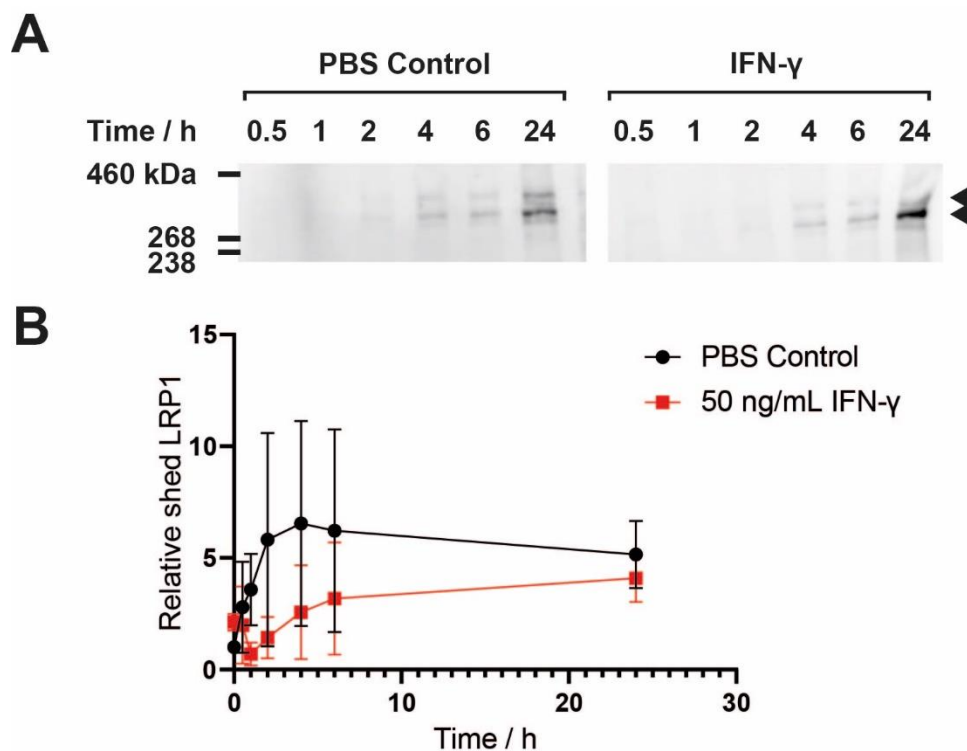 A
PBS Control IFN-γ
Time / h 0.5 1 2 4 6 24 0.5 1 2 4 6 24
460 kDa
268
238
B
15
10
5
0
Relative shed LRP1
PBS Control
50 ng/mL IFN-γ
0 10 20 30
Time / h